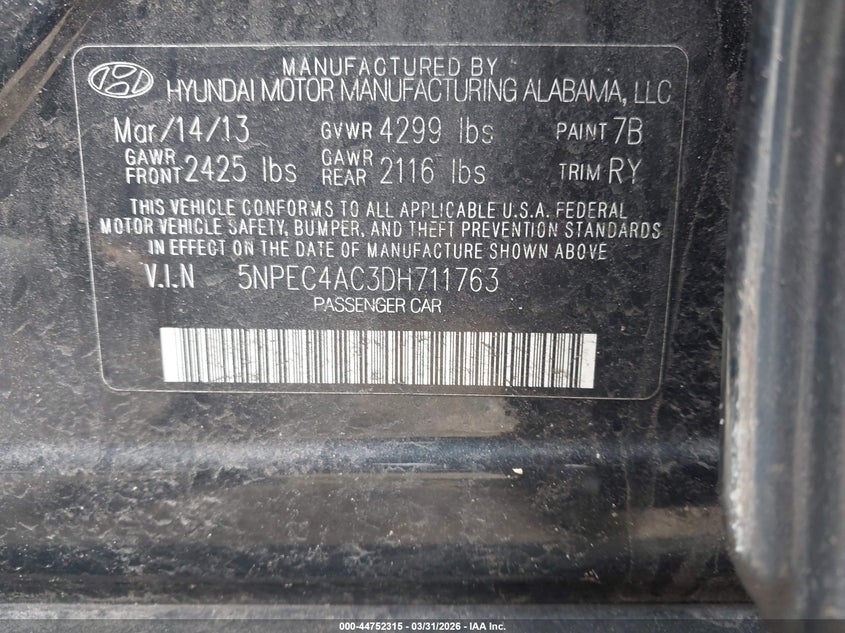 MANUFACTURED BY
HYUNDAI MOTOR MANUFACTURING ALABAMA, LLC
Mar/14/13 GVWR 4299 lbs PAINT 7B
GAWR FRONT 2425 lbs GAWR REAR 2116 lbs TRIM RY
THIS VEHICLE CONFORMS TO ALL APPLICABLE U.S.A. FEDERAL
MOTOR VEHICLE SAFETY, BUMPER, AND THEFT PREVENTION STANDARDS
IN EFFECT ON THE DATE OF MANUFACTURE SHOWN ABOVE
V.I.N 5NPEC4AC3DH711763
PASSENGER CAR
000-44752315 - 03/31/2026 - IAA Inc.